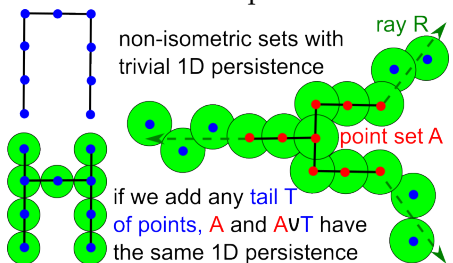 ray R
non-isometric sets with
trivial 1D persistence
point set A
if we add any tail T
of points, A and A∪T have
the same 1D persistence